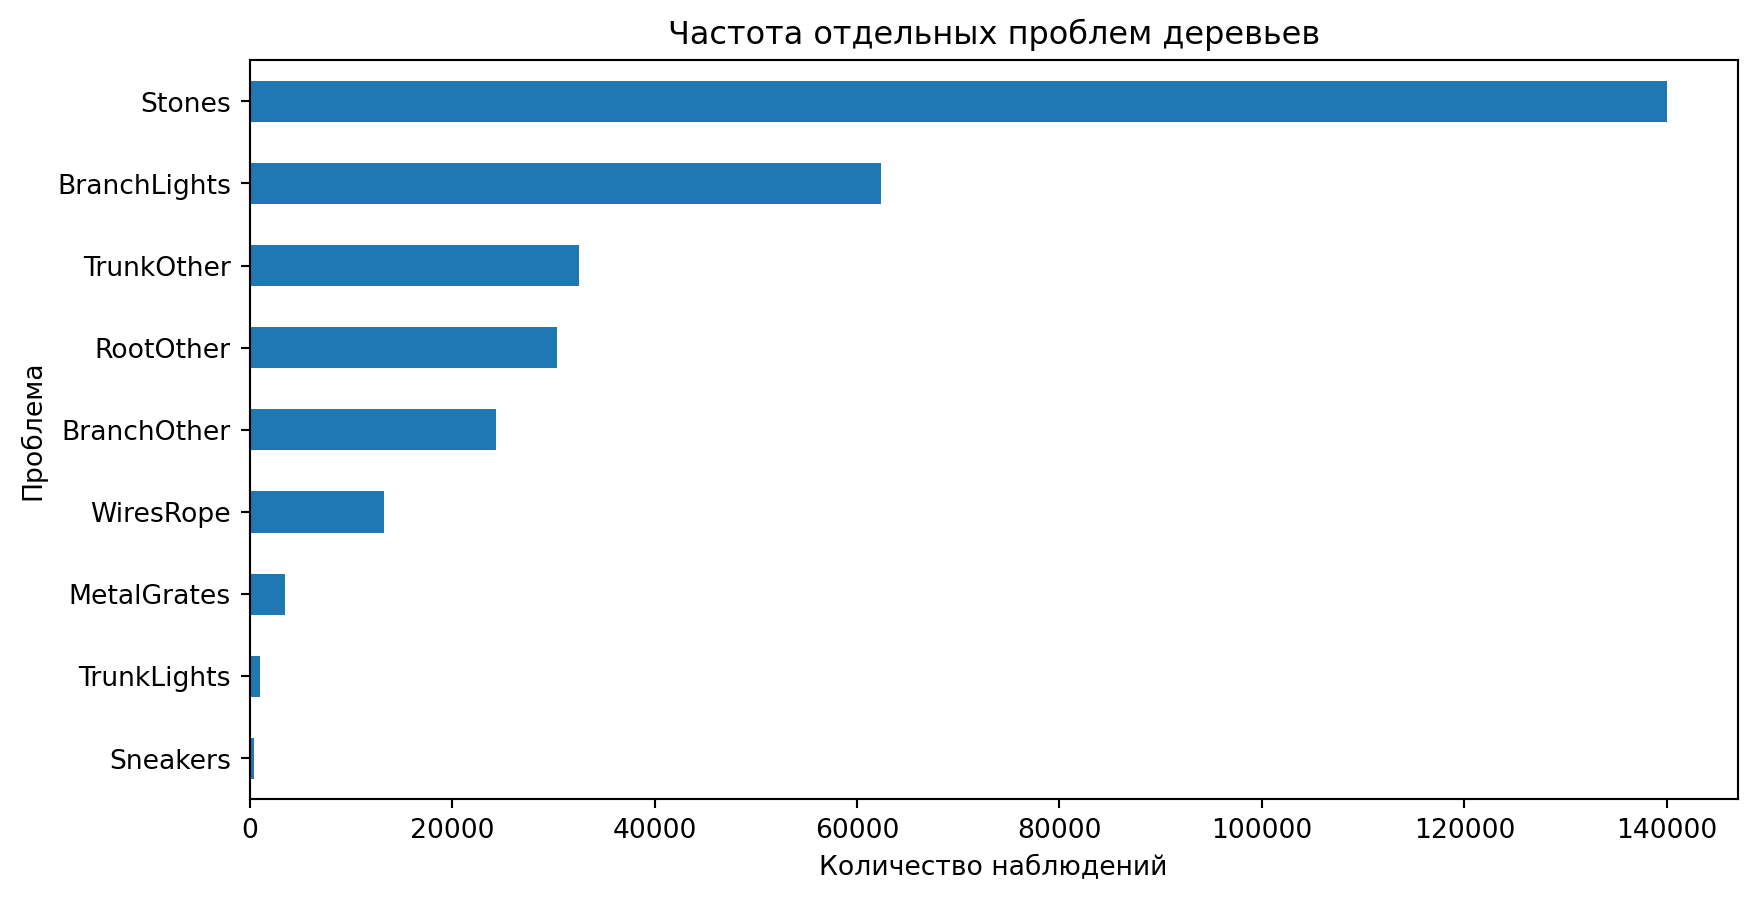 Частота отдельных проблем деревьев
Stones
BranchLights
TrunkOther
RootOther
BranchOther
WiresRope
MetalGrates
TrunkLights
Sneakers
Проблема
0 20000 40000 60000 80000 100000 120000 140000
Количество наблюдений